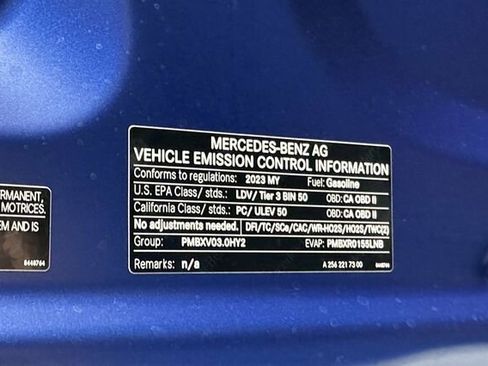 MERCEDES-BENZ AG
VEHICLE EMISSION CONTROL INFORMATION
Conforms to regulations: 2023 MY Fuel: Gasoline
U.S. EPA Class/ stds.: LDV/ Tier 3 BIN 50 OBD: CA OBD II
California Class/ stds.: PC/ ULEV 50 OBD: CA OBD II
No adjustments needed. DFI/TC/SCe/CAC/WR-HO2S/HO2S/TWC(2)
Group: PMBXV03.0HY2 EVAP: PMBXR0155LNB
Remarks: n/a A 256 221 73 00
PERMANENT,
MOTRICES.
EM AND IS
8448764